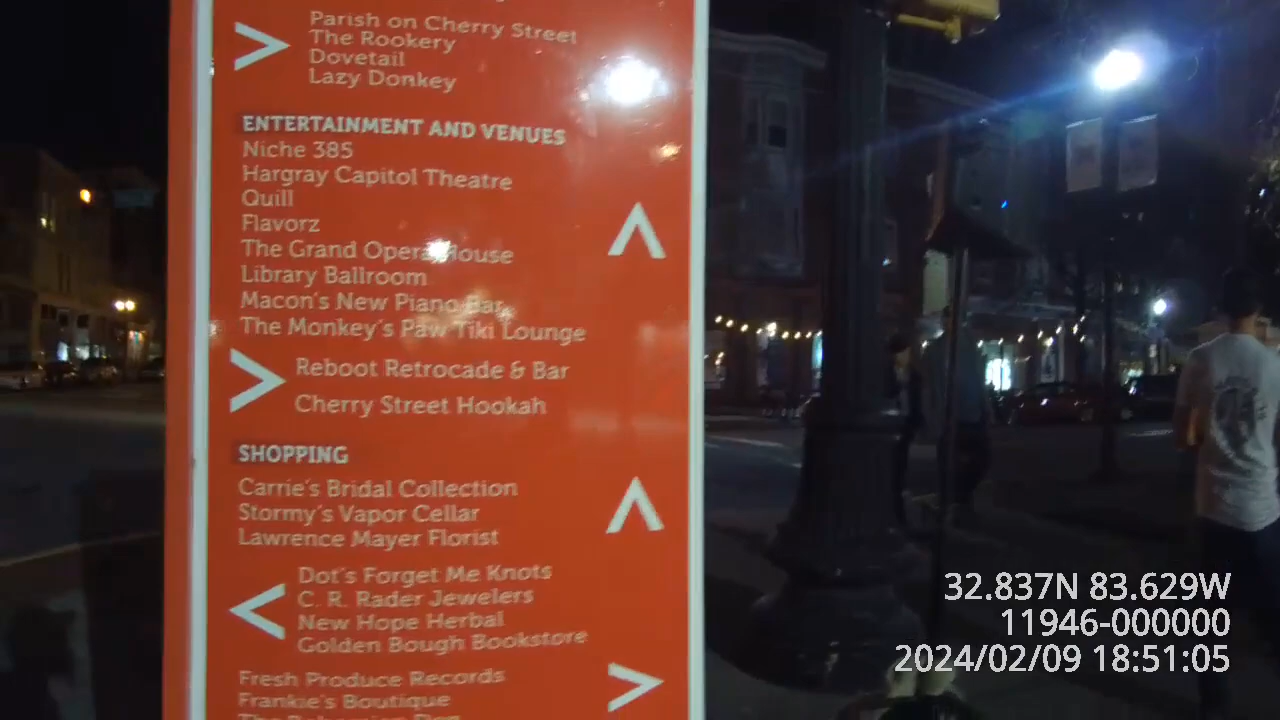 Parish on Cherry Street
The Rookery
Dovetail
Lazy Donkey
ENTERTAINMENT AND VENUES
Niche 385
Hargray Capitol Theatre
Quill
Flavorz
The Grand Opera House
Library Ballroom
Macon's New Piano Bar
The Monkey's Paw Tiki Lounge
Reboot Retrocade & Bar
Cherry Street Hookah
SHOPPING
Carrie's Bridal Collection
Stormy's Vapor Cellar
Lawrence Mayer Florist
Dot's Forget Me Knots
C. R. Rader Jewelers
New Hope Herbal
Golden Bough Bookstore
Fresh Produce Records
Frankie's Boutique
32.837N 83.629W
11946-000000
2024/02/09 18:51:05